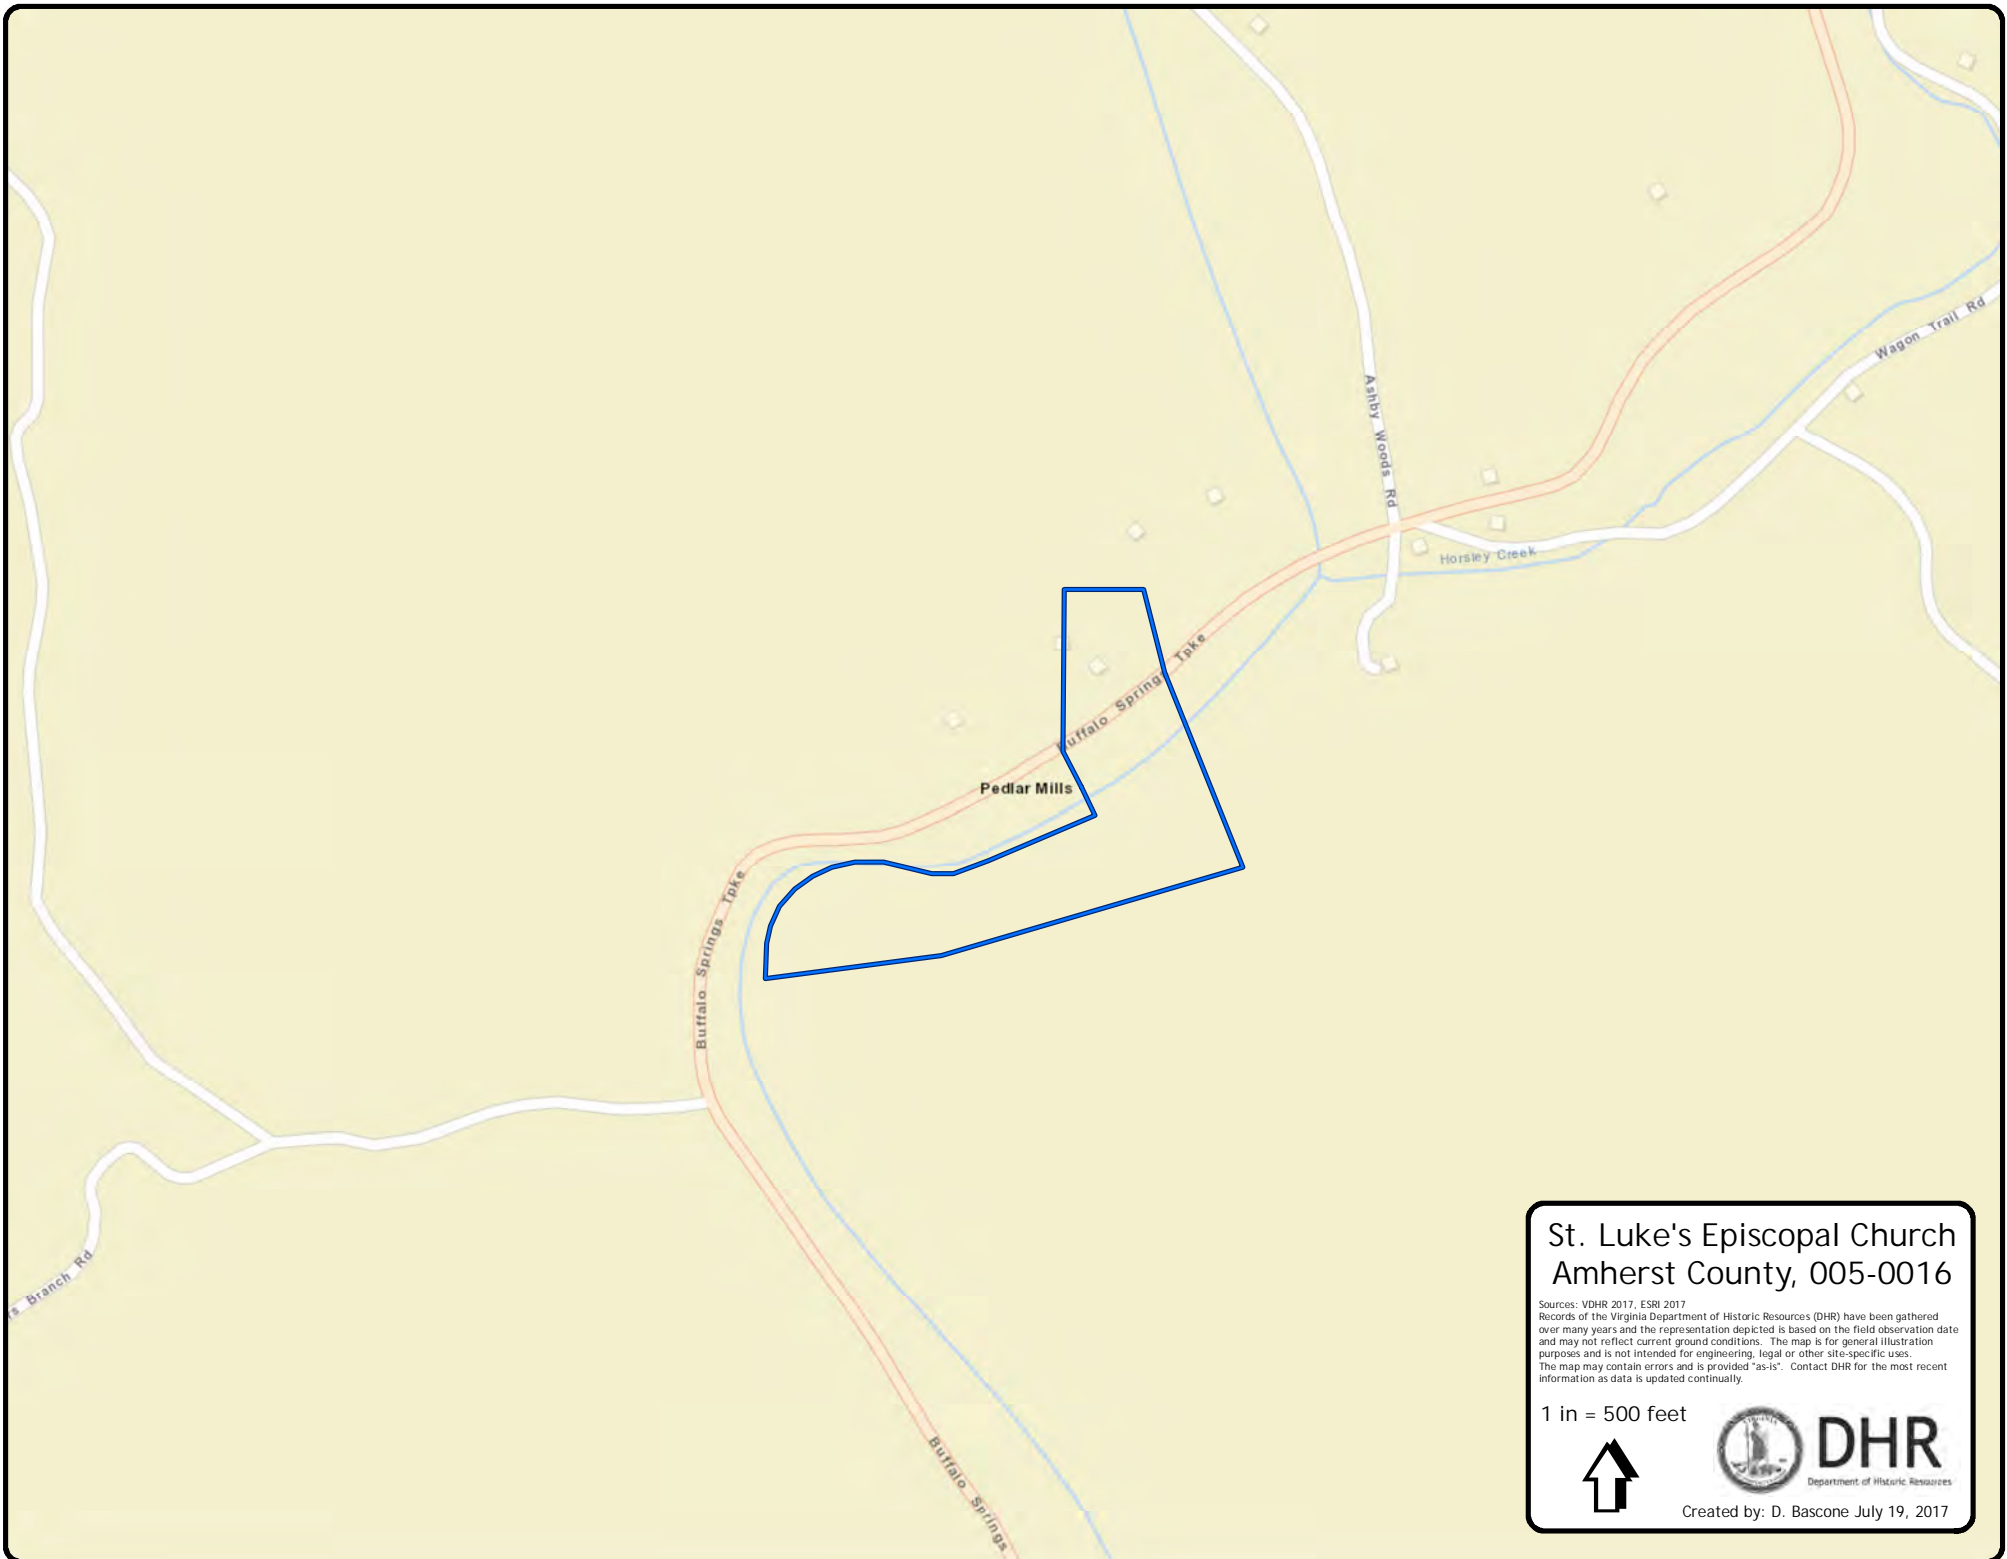 Ashby Woods Rd
Wagon Trail Rd
Horsley Creek
Buffalo Springs Tpke
Pedlar Mills
Buffalo Springs Tpke
rs Branch Rd
Buffalo Springs
St. Luke's Episcopal Church
Amherst County, 005-0016
Sources: VDHR 2017, ESRI 2017
Records of the Virginia Department of Historic Resources (DHR) have been gathered
over many years and the representation depicted is based on the field observation date
and may not reflect current ground conditions. The map is for general illustration
purposes and is not intended for engineering, legal or other site-specific uses.
The map may contain errors and is provided "as-is". Contact DHR for the most recent
information as data is updated continually.
1 in = 500 feet
DHR
Department of Historic Resources
Created by: D. Bascone July 19, 2017